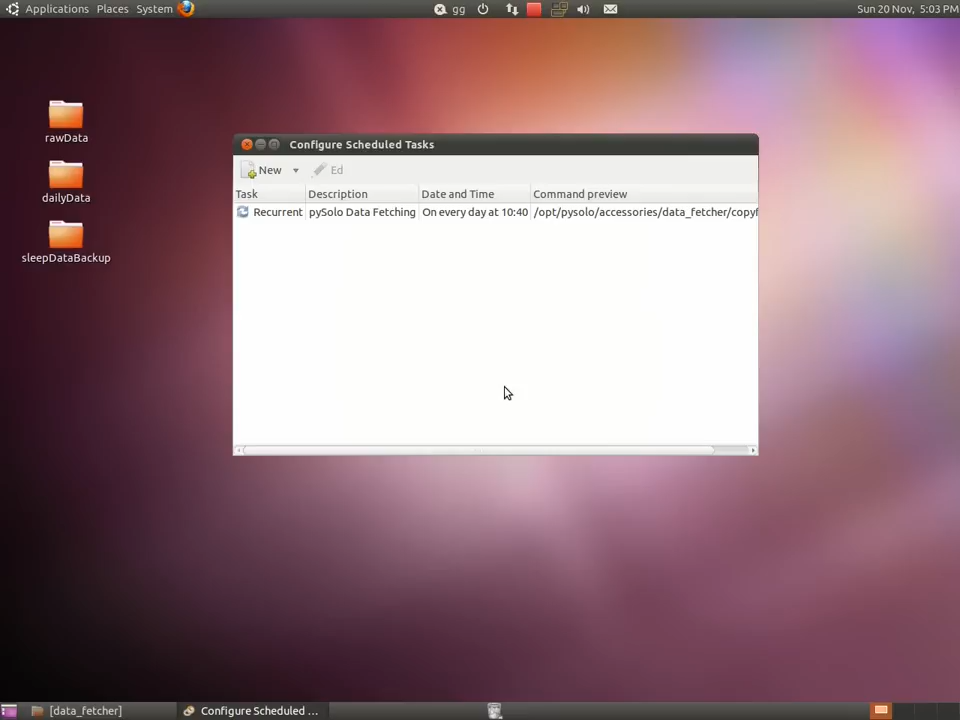 Applications Places System gg Sun 20 Nov, 5:03 PM
rawData
dailyData
sleepDataBackup
Configure Scheduled Tasks
New Ed
Task Description Date and Time Command preview
Recurrent pySolo Data Fetching On every day at 10:40 /opt/pysolo/accessories/data_fetcher/copyf
[data_fetcher] Configure Scheduled ...